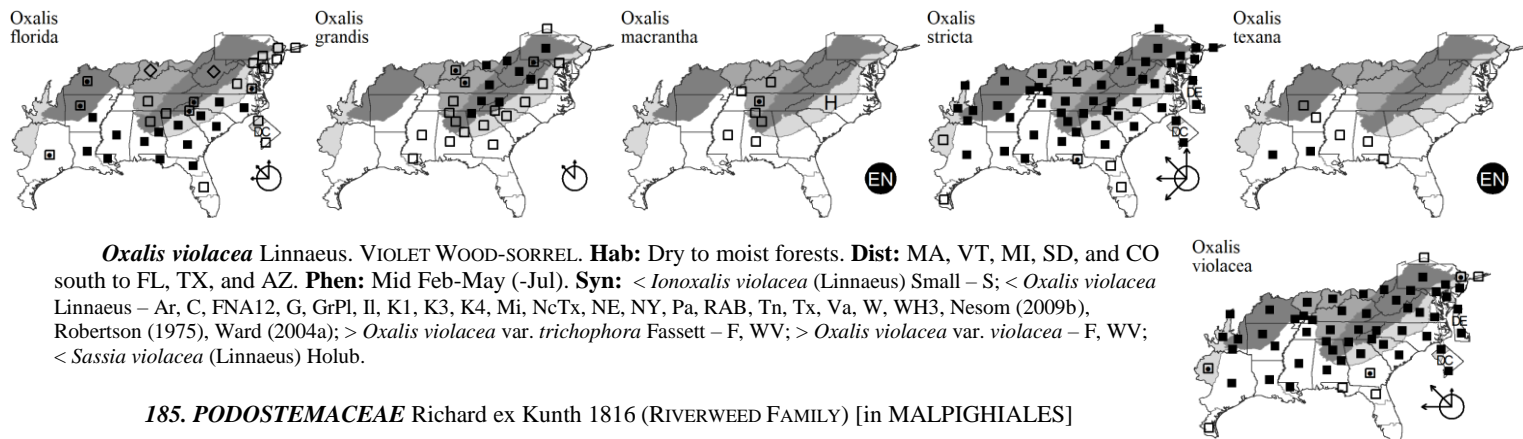 Oxalis
florida
Oxalis
grandis
Oxalis
macrantha
Oxalis
stricta
Oxalis
texana
DC
H
EN
DE
DC
EN
Oxalis violacea Linnaeus. VIOLET WOOD-SORREL. Hab: Dry to moist forests. Dist: MA, VT, MI, SD, and CO
south to FL, TX, and AZ. Phen: Mid Feb-May (-Jul). Syn: < Ionoxalis violacea (Linnaeus) Small – S; < Oxalis violacea
Linnaeus – Ar, C, FNA12, G, GrPl, Il, K1, K3, K4, Mi, NcTx, NE, NY, Pa, RAB, Tn, Tx, Va, W, WH3, Nesom (2009b),
Robertson (1975), Ward (2004a); > Oxalis violacea var. trichophora Fassett – F, WV; > Oxalis violacea var. violacea – F, WV;
< Sassia violacea (Linnaeus) Holub.
Oxalis
violacea
DE
DC
185. PODOSTEMACEAE Richard ex Kunth 1816 (RIVERWEED FAMILY) [in MALPIGHIALES]